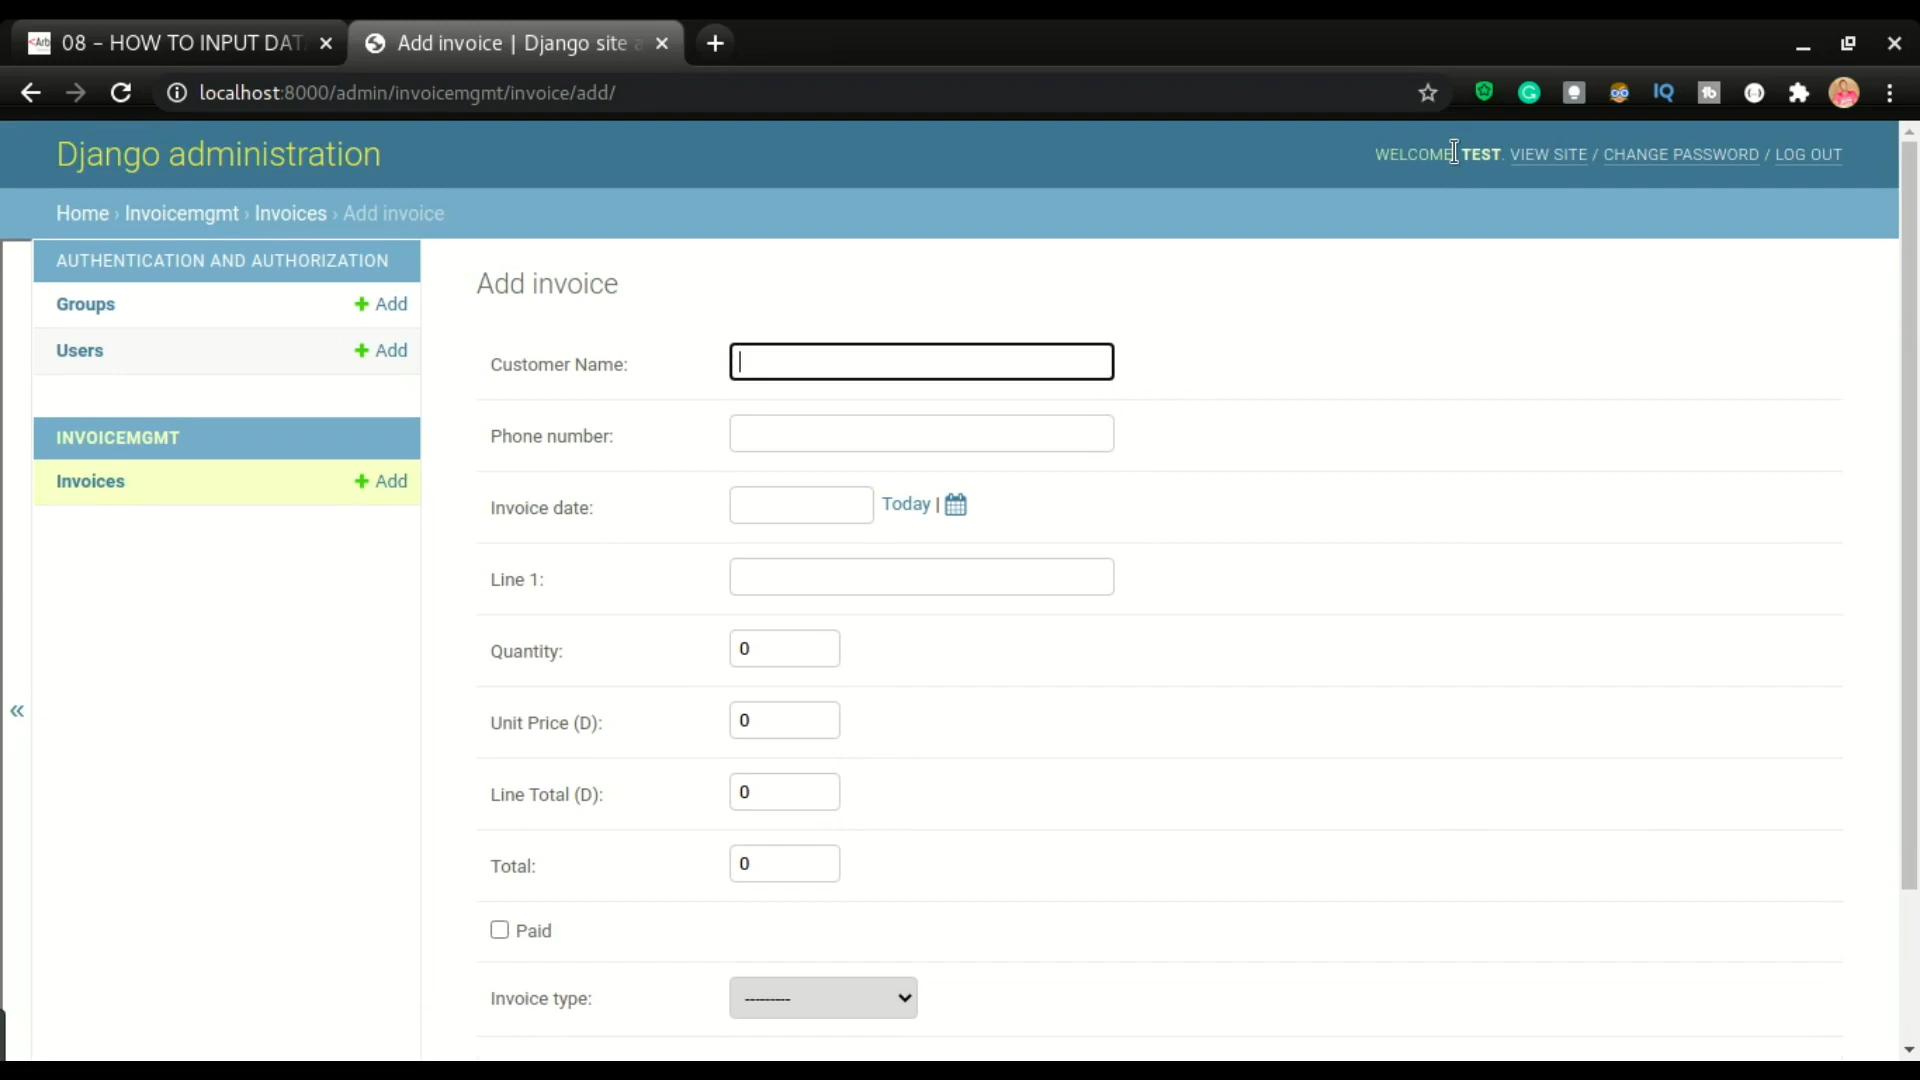 <Arb 08 – HOW TO INPUT DAT
Add invoice | Django site a
localhost:8000/admin/invoicemgmt/invoice/add/
IQ
Django administration
WELCOME, TEST. VIEW SITE / CHANGE PASSWORD / LOG OUT
Home › Invoicemgmt › Invoices › Add invoice
AUTHENTICATION AND AUTHORIZATION
Groups + Add
Users + Add
INVOICEMGMT
Invoices + Add
«
Add invoice
Customer Name:
Phone number:
Invoice date: Today |
Line 1:
Quantity: 0
Unit Price (D): 0
Line Total (D): 0
Total: 0
Paid
Invoice type: ---------